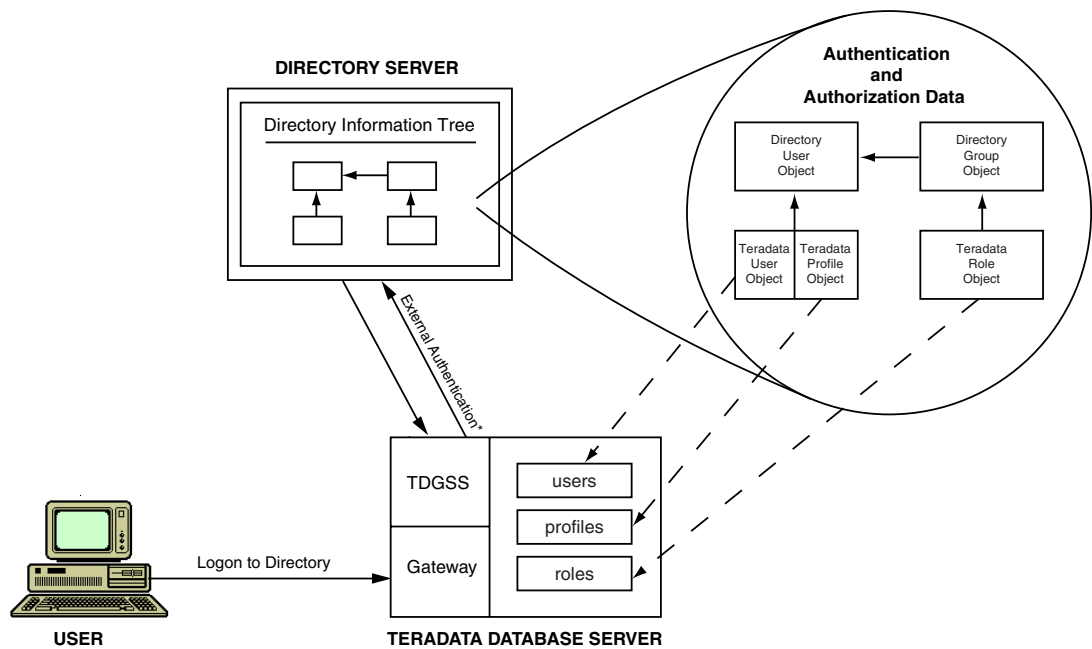 DIRECTORY SERVER
Directory Information Tree
Authentication
and
Authorization Data
Directory
User
Object
Directory
Group
Object
Teradata
User
Object
Teradata
Profile
Object
Teradata
Role
Object
External Authentication*
TDGSS
Gateway
users
profiles
roles
Logon to Directory
USER
TERADATA DATABASE SERVER